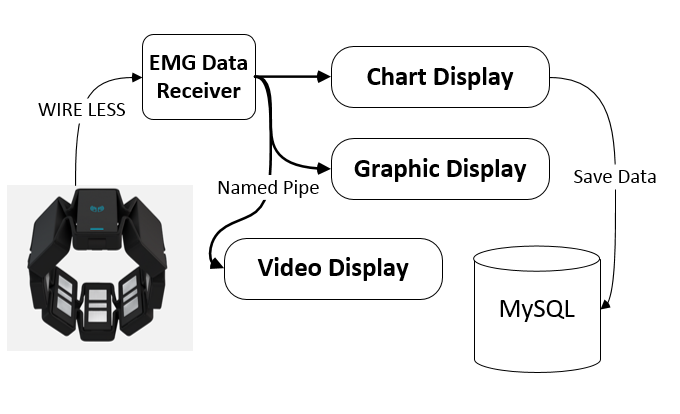 EMG Data
Receiver
Chart Display
WIRE LESS
Graphic Display
Named Pipe
Save Data
Video Display
MySQL